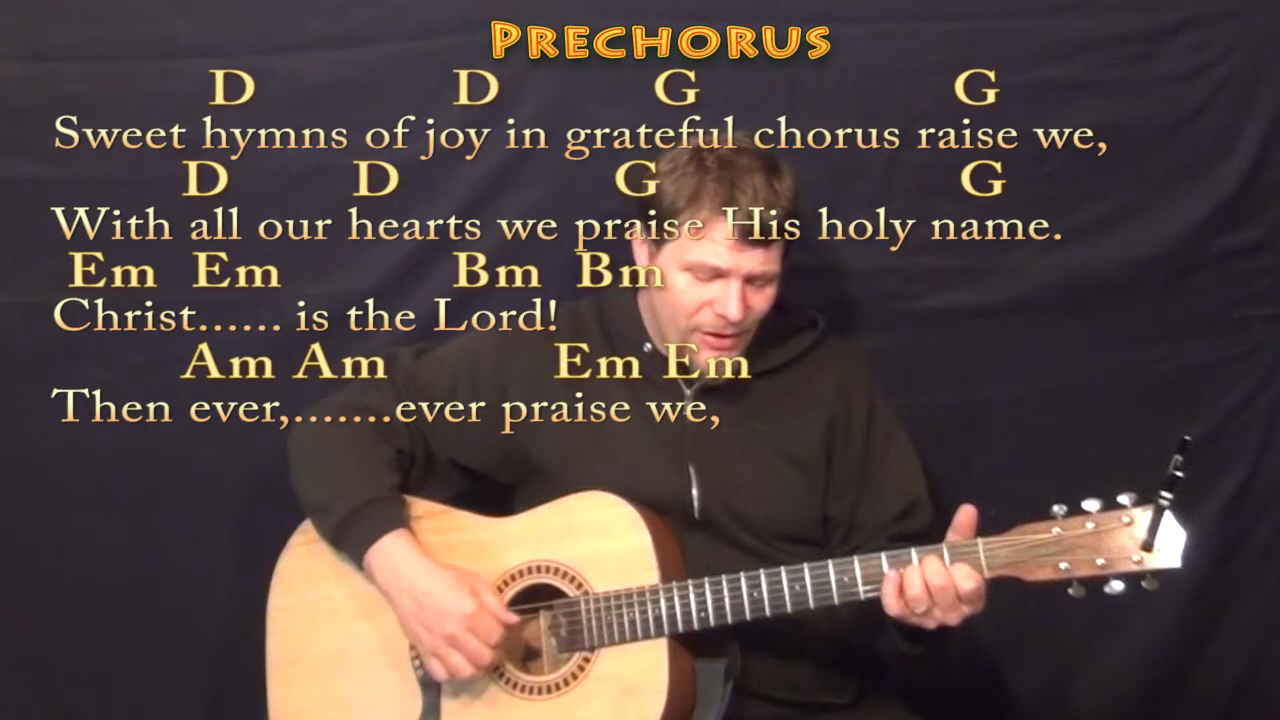 PRECHORUS
D D G G
Sweet hymns of joy in grateful chorus raise we,
D D G G
With all our hearts we praise His holy name.
Em Em Bm Bm
Christ...... is the Lord!
Am Am Em Em
Then ever,.......ever praise we,